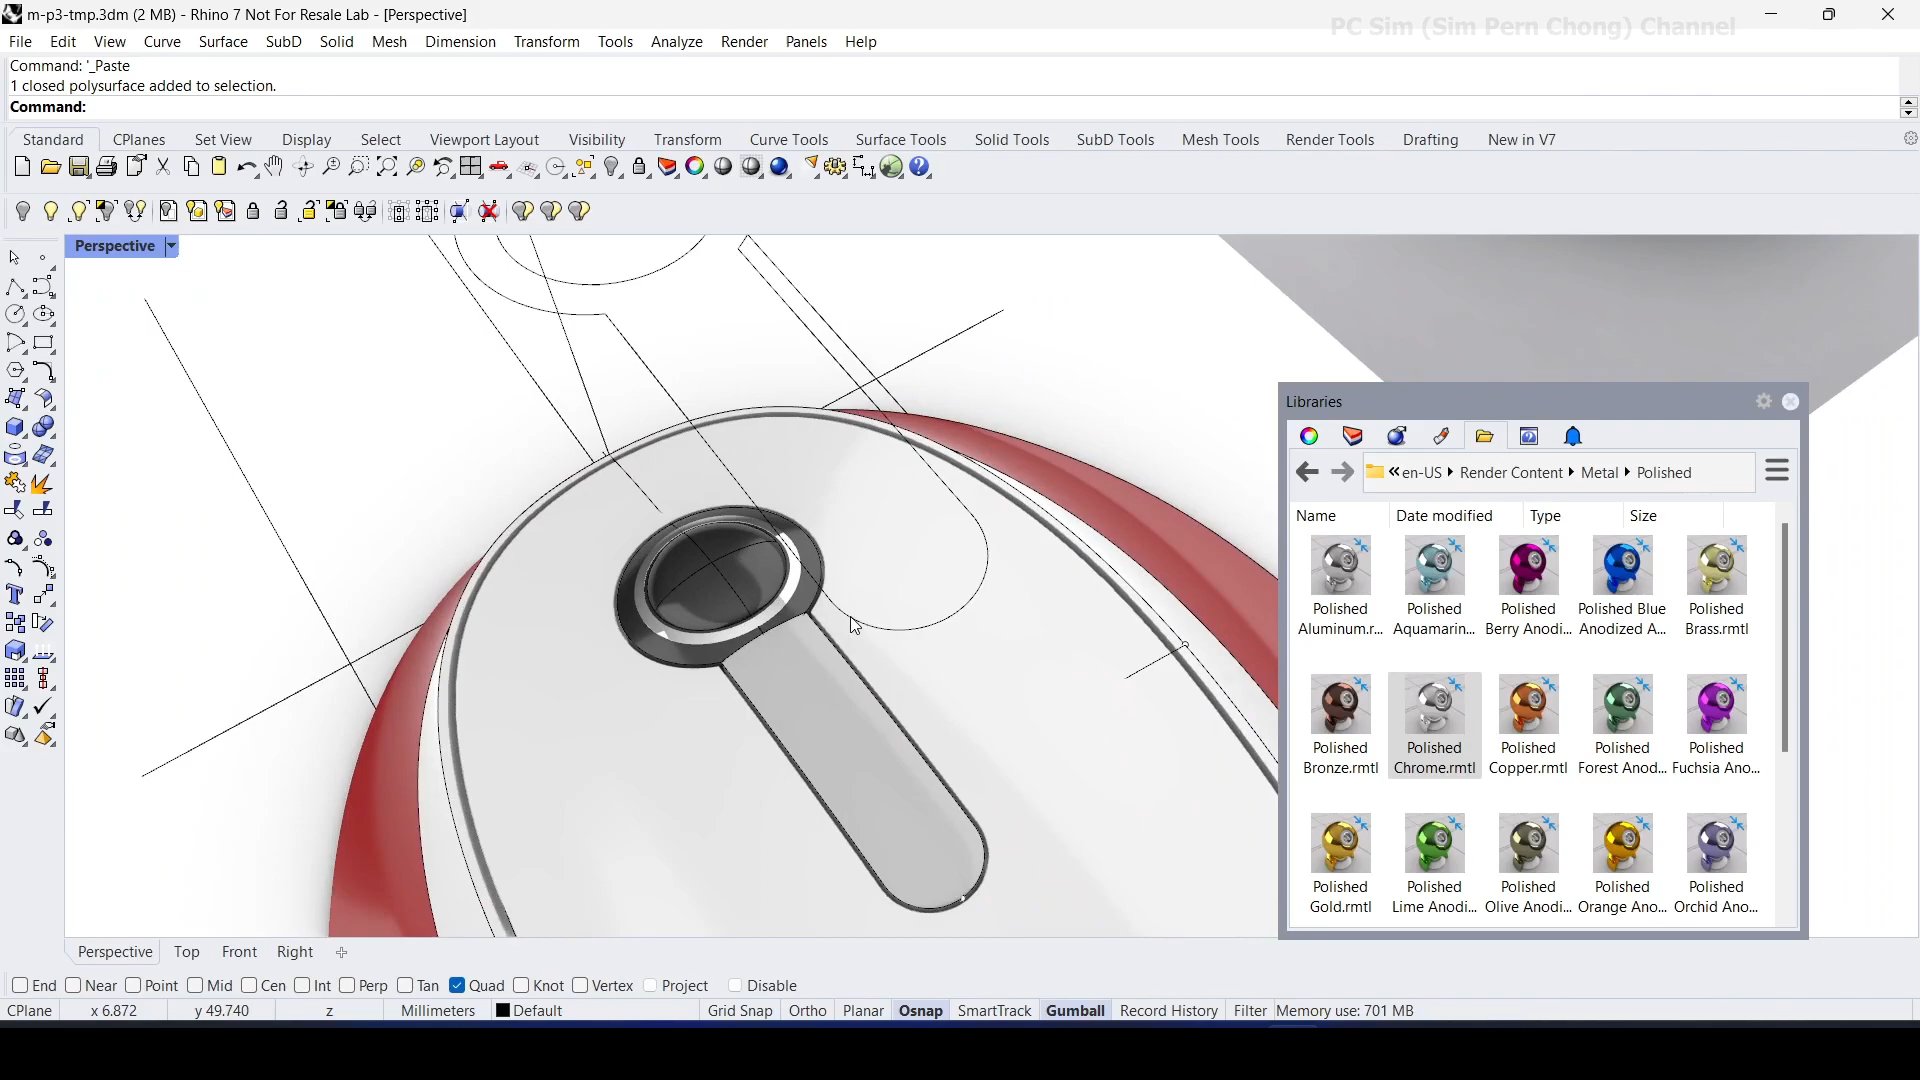 m-p3-tmp.3dm (2 MB) - Rhino 7 Not For Resale Lab - [Perspective]
PC Sim (Sim Pern Chong) Channel
File Edit View Curve Surface SubD Solid Mesh Dimension Transform Tools Analyze Render Panels Help
Command: '_Paste
1 closed polysurface added to selection.
Command:
Standard CPlanes Set View Display Select Viewport Layout Visibility Transform Curve Tools Surface Tools Solid Tools SubD Tools Mesh Tools Render Tools Drafting New in V7
Perspective
Libraries
« en-US Render Content Metal Polished
Name Date modified Type Size
Polished Aluminum.r...
Polished Aquamarin...
Polished Berry Anodi...
Polished Blue Anodized A...
Polished Brass.rmtl
Polished Bronze.rmtl
Polished Chrome.rmtl
Polished Copper.rmtl
Polished Forest Anod...
Polished Fuchsia Ano...
Polished Gold.rmtl
Polished Lime Anodi...
Polished Olive Anodi...
Polished Orange Ano...
Polished Orchid Ano...
Perspective Top Front Right
End Near Point Mid Cen Int Perp Tan Quad Knot Vertex Project Disable
CPlane x 6.872 y 49.740 z Millimeters Default Grid Snap Ortho Planar Osnap SmartTrack Gumball Record History Filter Memory use: 701 MB